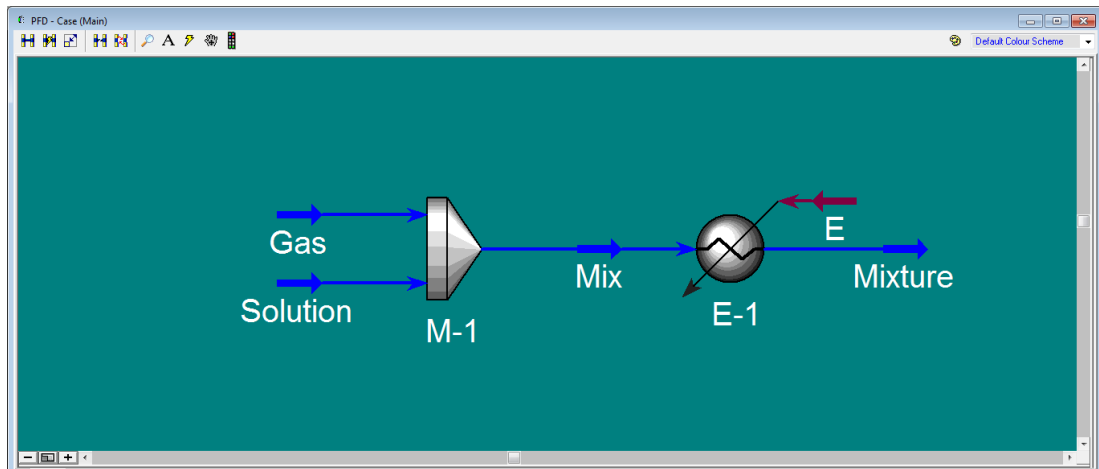 PFD - Case (Main)
A
Default Colour Scheme
Gas
Solution
M-1
Mix
E-1
E
Mixture